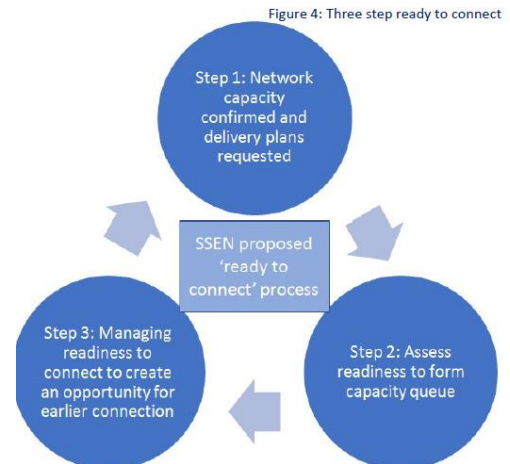 Figure 4: Three step ready to connect
Step 1: Network
capacity
confirmed and
delivery plans
requested
SSEN proposed
'ready to
connect' process
Step 2: Assess
readiness to form
capacity queue
Step 3: Managing
readiness to
connect to create
an opportunity for
earlier connection